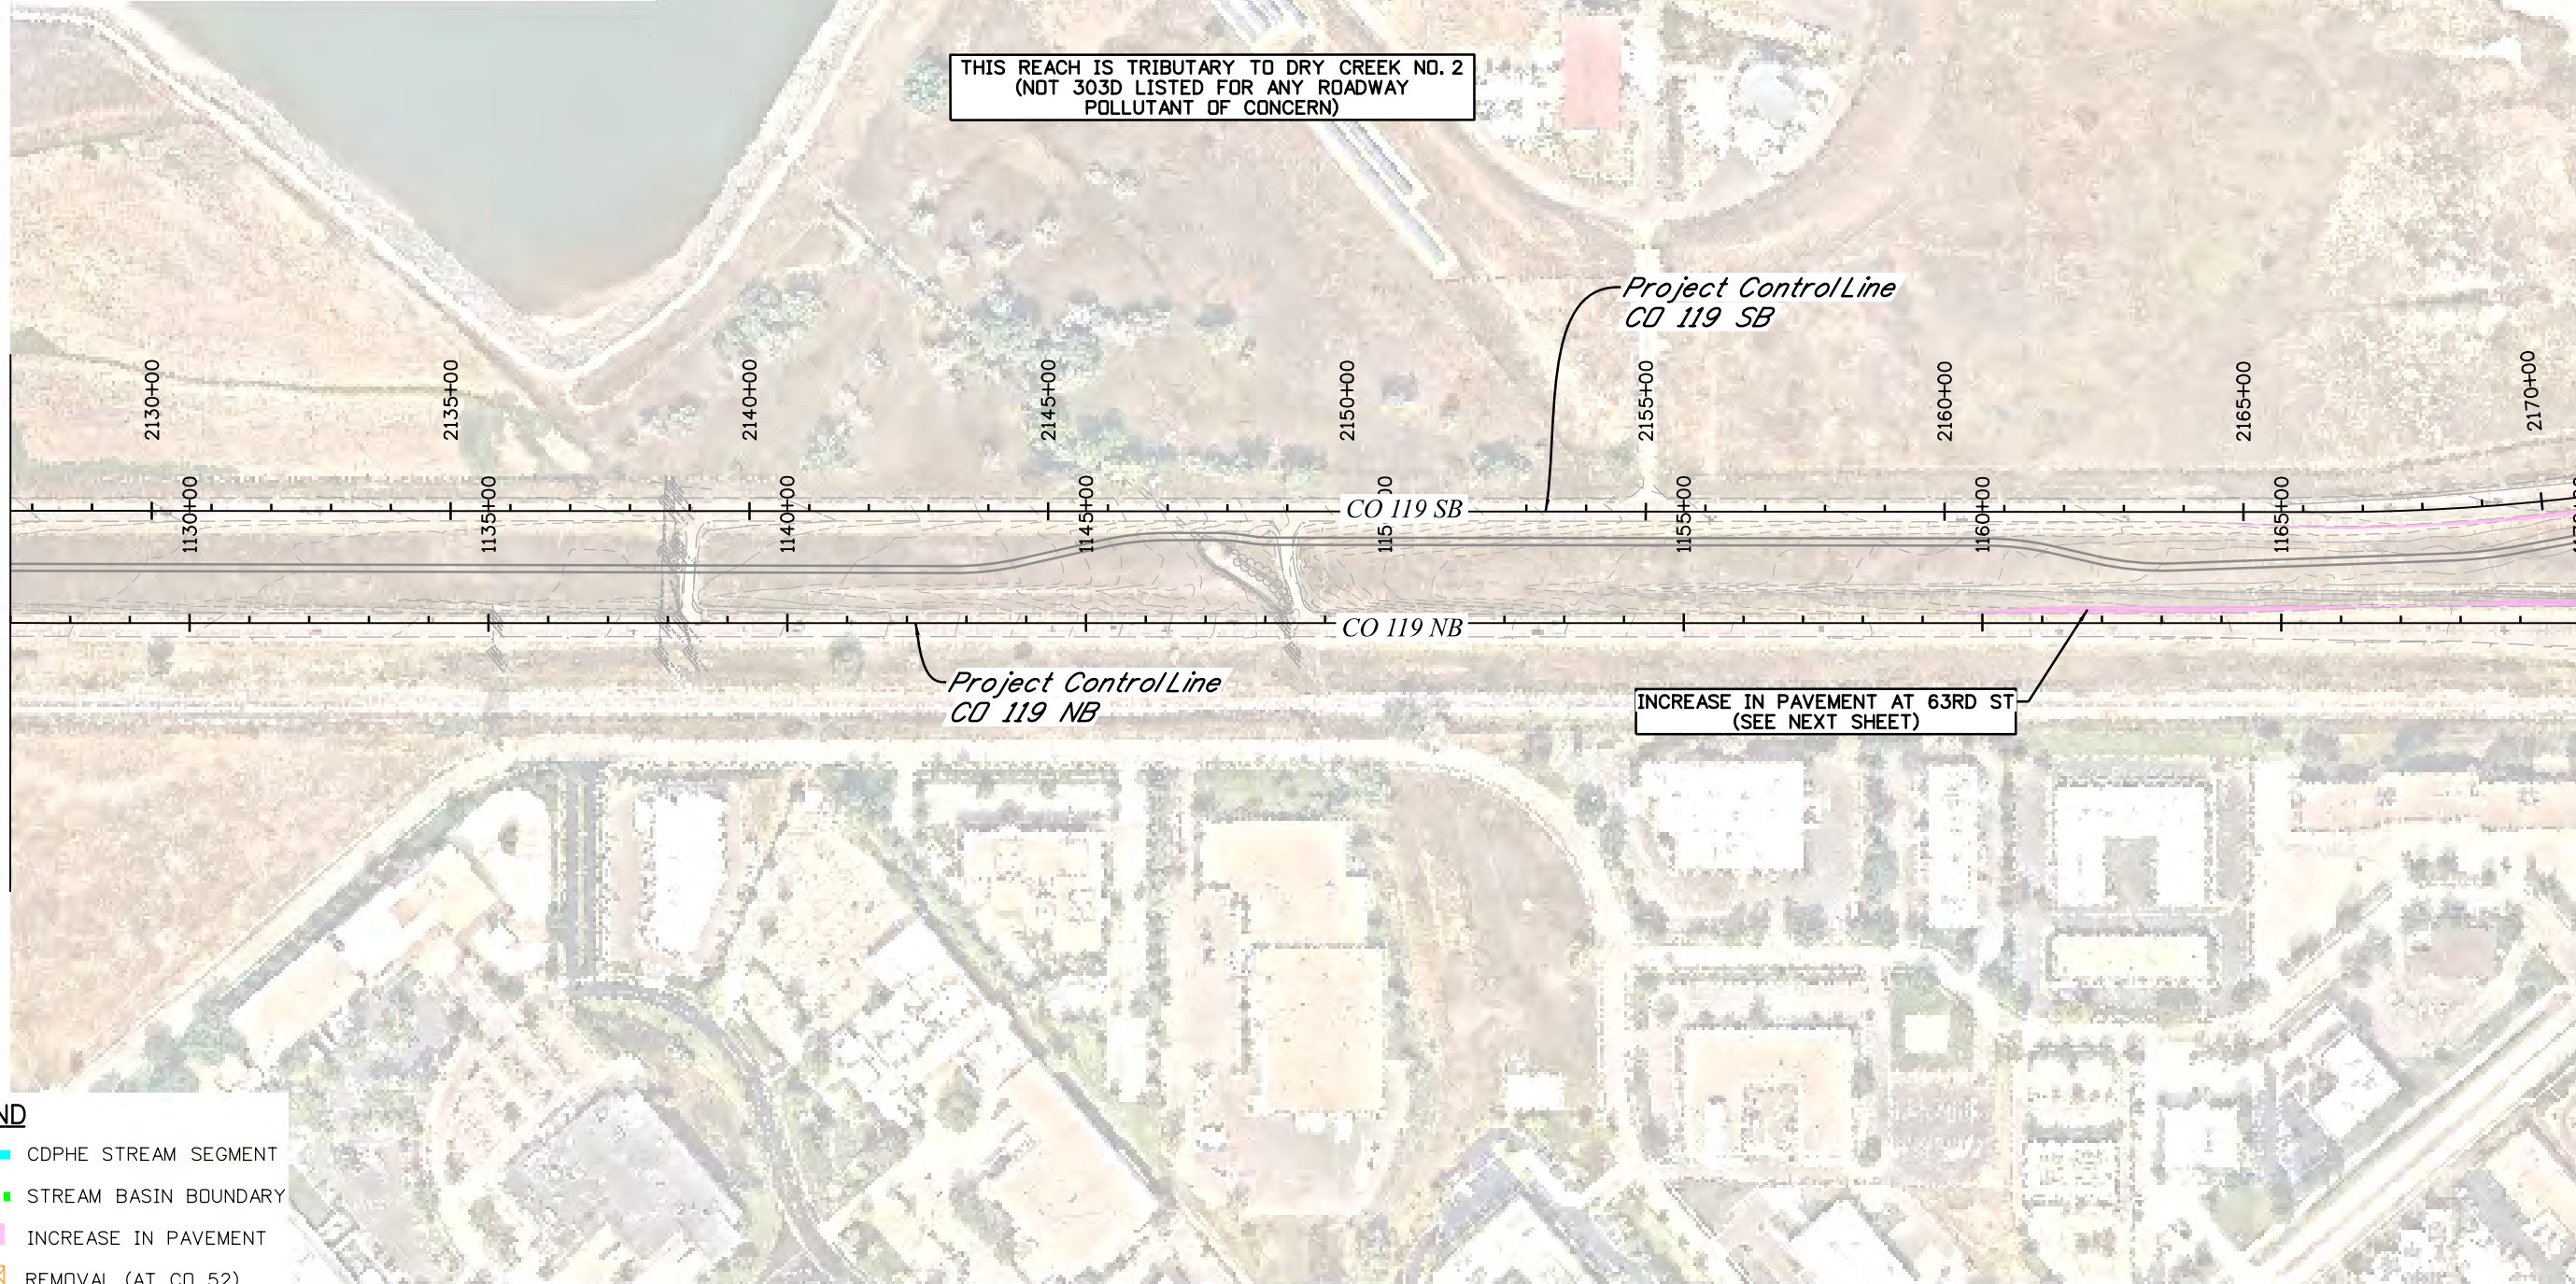 THIS REACH IS TRIBUTARY TO DRY CREEK NO. 2
(NOT 303D LISTED FOR ANY ROADWAY
POLLUTANT OF CONCERN)
Project Control Line
CO 119 SB
2130+00
2135+00
2140+00
2145+00
2150+00
2155+00
2160+00
2165+00
2170+00
1130+00
1135+00
1140+00
1145+00
1155+00
1160+00
1165+00
CO 119 SB
CO 119 NB
Project Control Line
CO 119 NB
INCREASE IN PAVEMENT AT 63RD ST
(SEE NEXT SHEET)
CDPHE STREAM SEGMENT
STREAM BASIN BOUNDARY
INCREASE IN PAVEMENT
REMOVAL (AT CO 52)